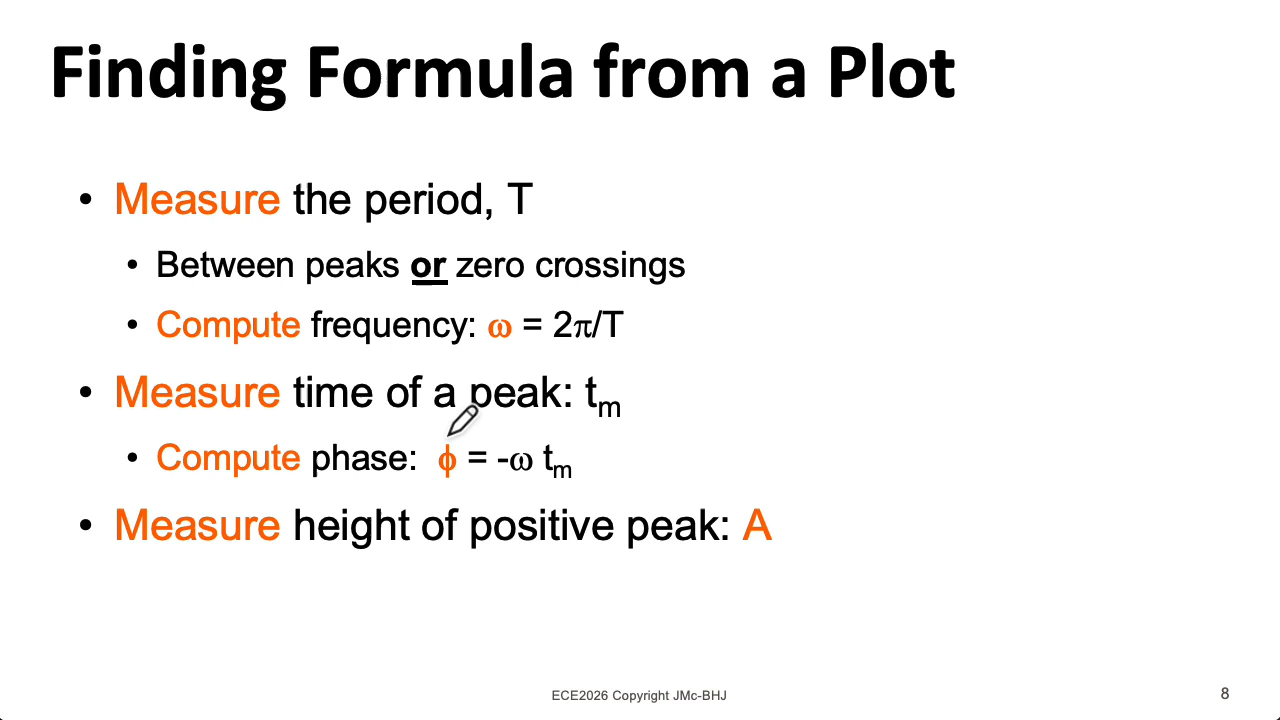 Finding Formula from a Plot
• Measure the period, T
• Between peaks or zero crossings
• Compute frequency: ω = 2π/T
• Measure time of a peak: tm
• Compute phase: ϕ = -ω tm
• Measure height of positive peak: A
ECE2026 Copyright JMc-BHJ
8